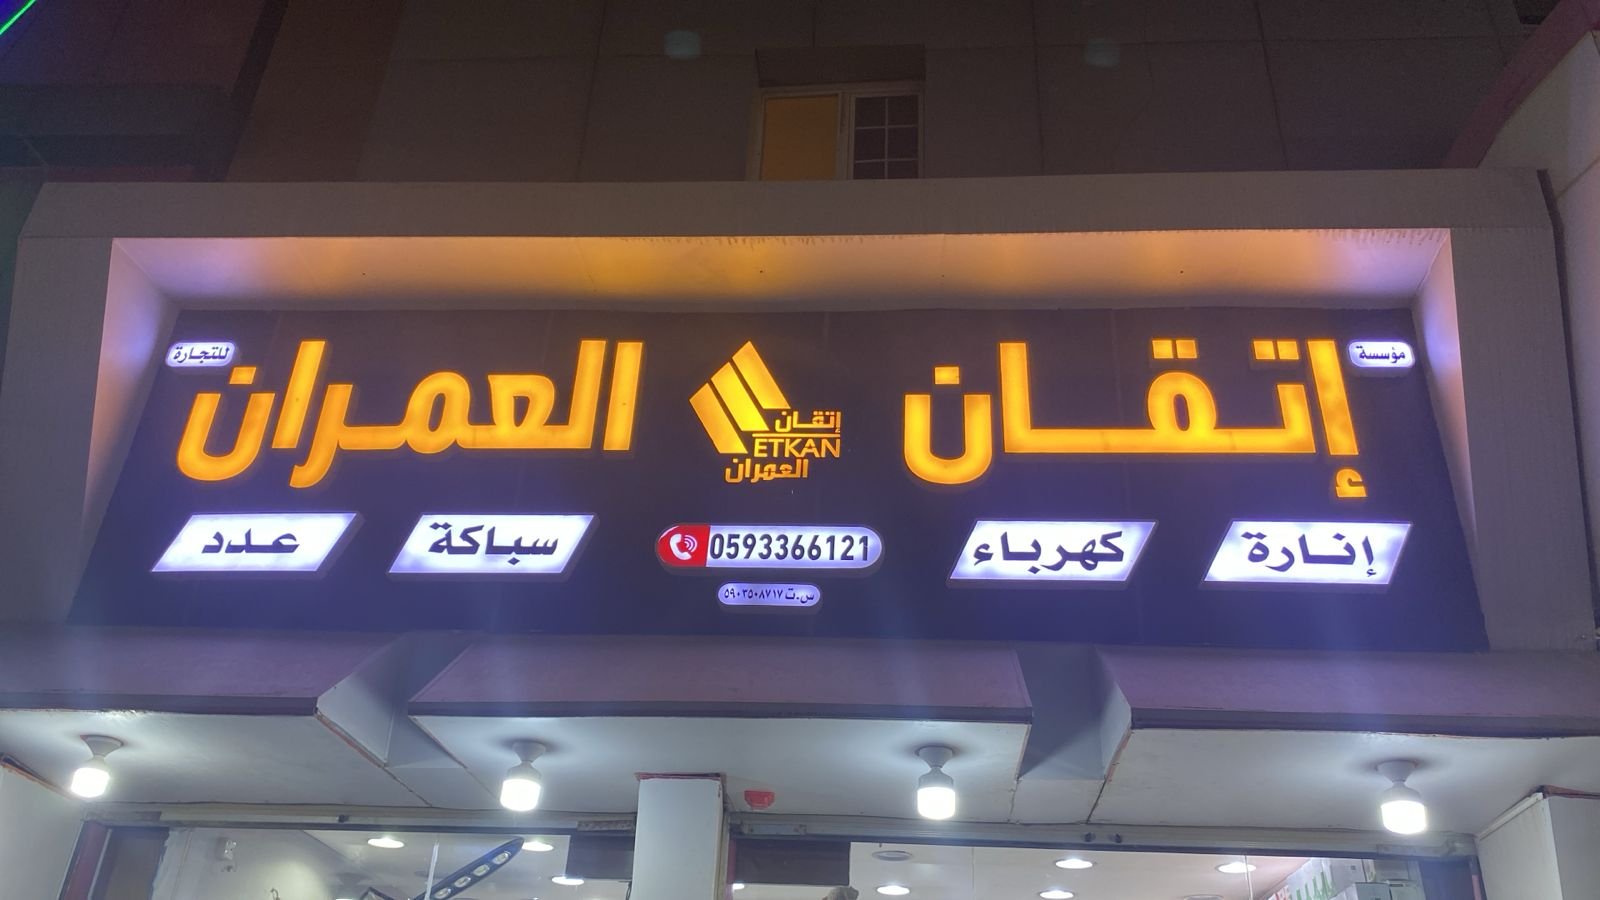 مؤسسة
إتقان العمران
للتجارة
إتقان
ETKAN
العمران
إنارة
كهرباء
0593366121
سباكة
عدد
س.ت ٥٩٠٣٥٠٨٧١٧